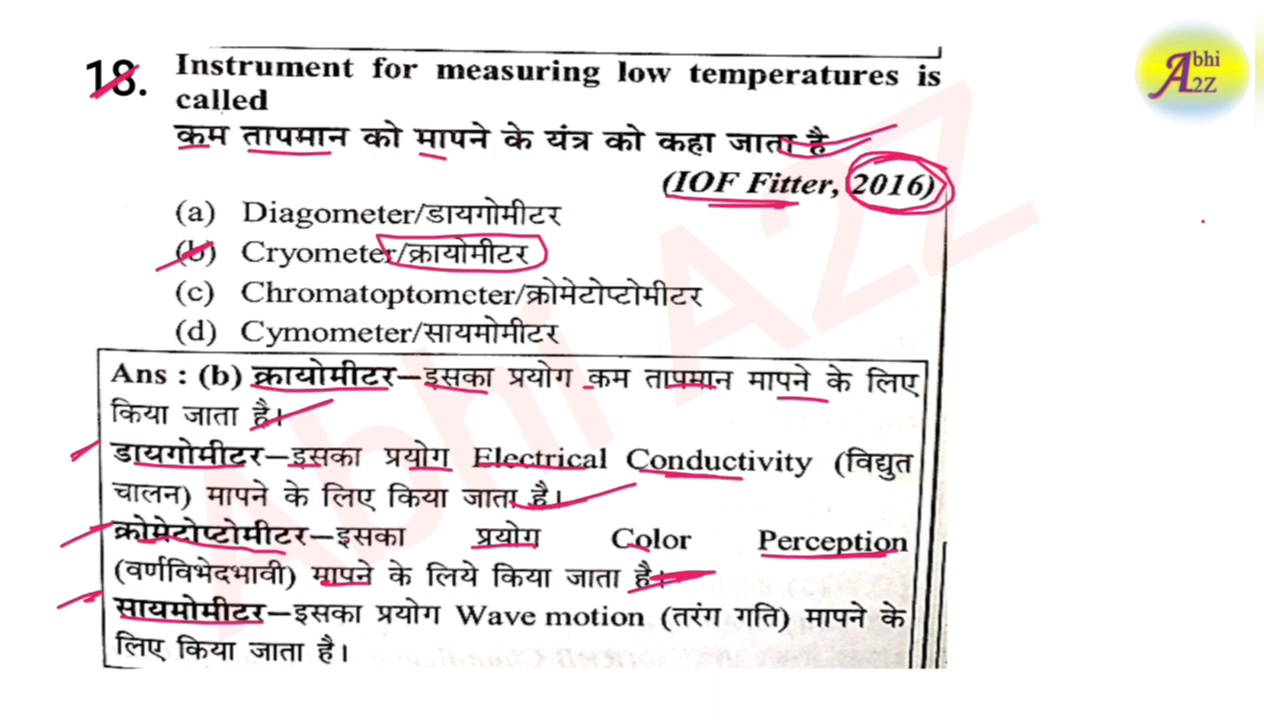 Abhi A2Z
18. Instrument for measuring low temperatures is
called
कम तापमान को मापने के यंत्र को कहा जाता है
(IOF Fitter, 2016)
(a) Diagometer/डायगोमीटर
(b) Cryometer/क्रायोमीटर
(c) Chromatoptometer/क्रोमेटोप्टोमीटर
(d) Cymometer/सायमोमीटर
Ans : (b) क्रायोमीटर–इसका प्रयोग कम तापमान मापने के लिए
किया जाता है।
डायगोमीटर–इसका प्रयोग Electrical Conductivity (विद्युत
चालन) मापने के लिए किया जाता है।
क्रोमेटोप्टोमीटर–इसका प्रयोग Color Perception
(वर्णविभेदभावी) मापने के लिये किया जाता है।
सायमोमीटर–इसका प्रयोग Wave motion (तरंग गति) मापने के
लिए किया जाता है।
Abhi A2Z